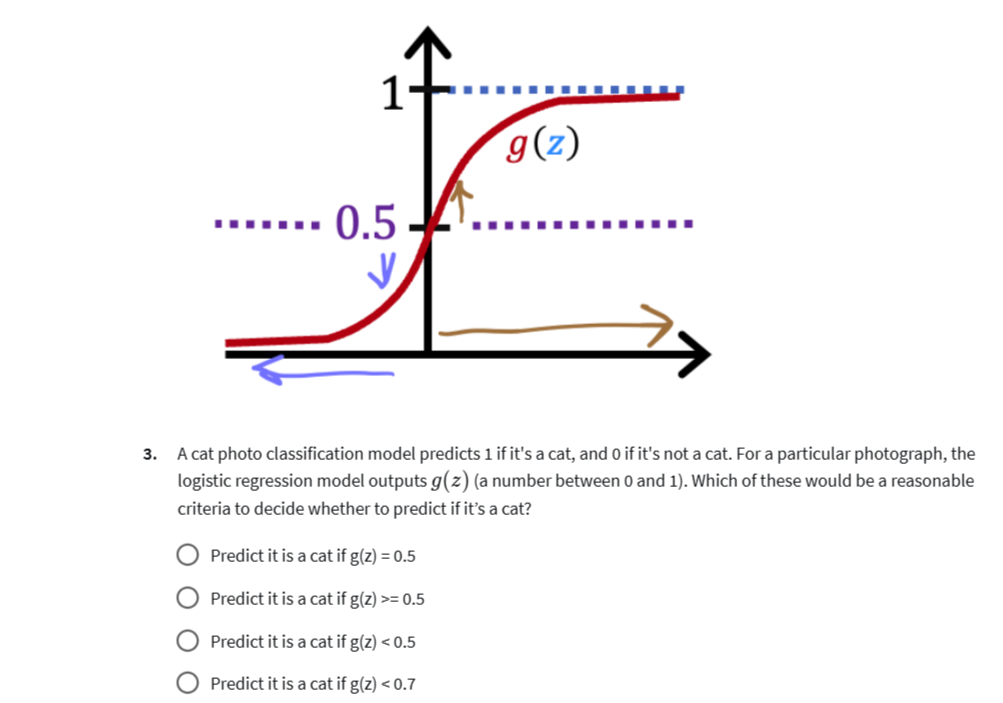 1
g(z)
0.5
3. A cat photo classification model predicts 1 if it's a cat, and 0 if it's not a cat. For a particular photograph, the
logistic regression model outputs g(z) (a number between 0 and 1). Which of these would be a reasonable
criteria to decide whether to predict if it’s a cat?
Predict it is a cat if g(z) = 0.5
Predict it is a cat if g(z) >= 0.5
Predict it is a cat if g(z) < 0.5
Predict it is a cat if g(z) < 0.7